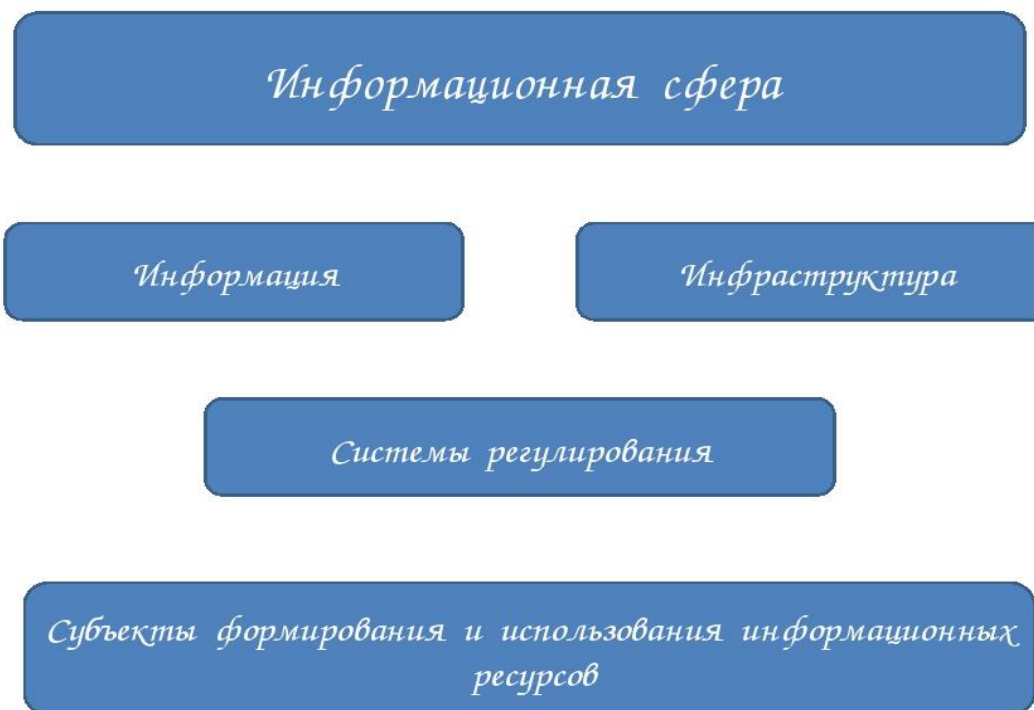 Информационная сфера
Информация
Инфраструктура
Системы регулирования
Субъекты формирования и использования информационных
ресурсов